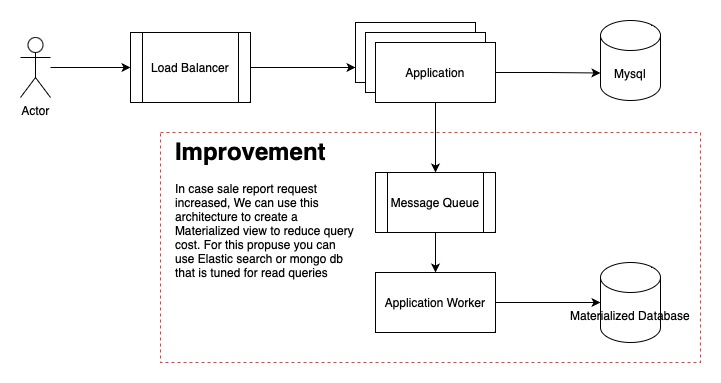 Load Balancer
Application
Mysql
Actor
Improvement
In case sale report request
increased, We can use this
architecture to create a
Materialized view to reduce query
cost. For this propuse you can
use Elastic search or mongo db
that is tuned for read queries
Message Queue
Application Worker
Materialized Database